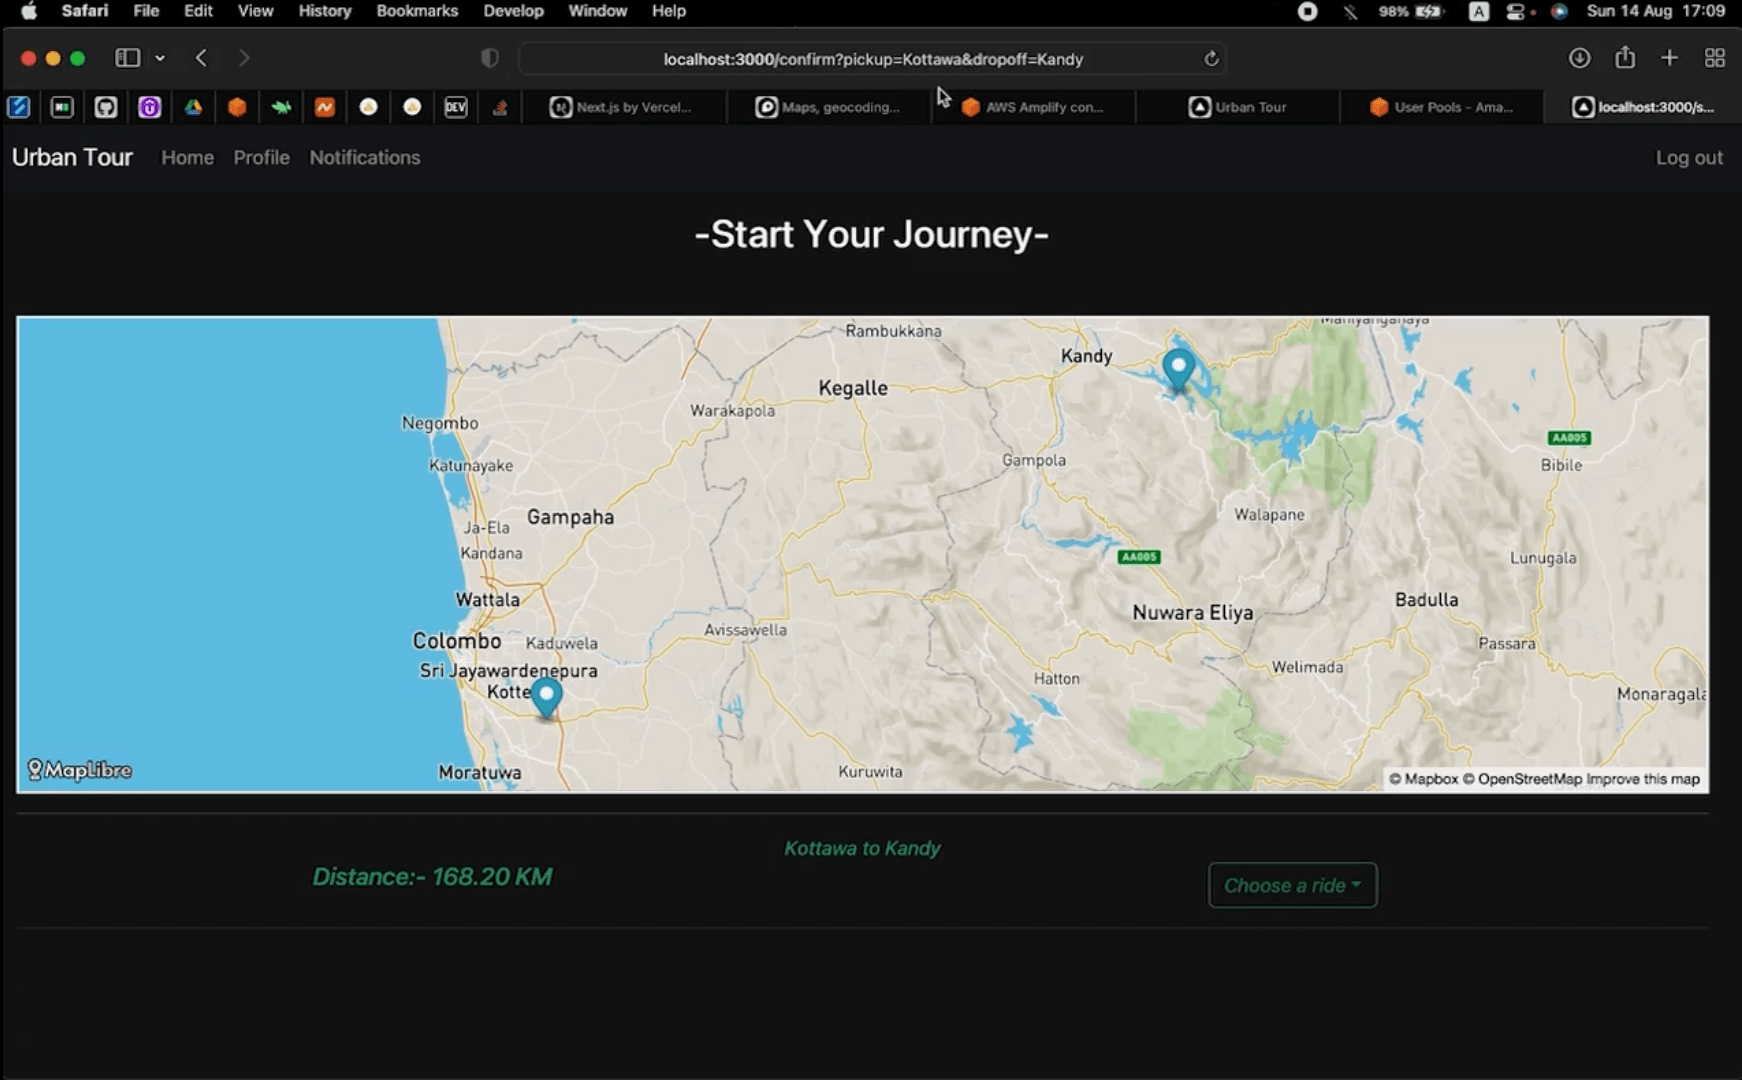 Safari File Edit View History Bookmarks Develop Window Help 98% A Sun 14 Aug 17:09
localhost:3000/confirm?pickup=Kottawa&dropoff=Kandy
DEV Next.js by Vercel... Maps, geocoding... AWS Amplify con... Urban Tour User Pools - Ama... localhost:3000/s...
Urban Tour Home Profile Notifications Log out
-Start Your Journey-
Rambukkana
Kandy
Kegalle
Warakapola
Negombo
AA005
Gampola
Katunayake
Bibile
Walapane
Gampaha
Ja-Ela
Kandana
AA005
Lunugala
Wattala
Badulla
Nuwara Eliya
Avissawella
Colombo
Kaduwela
Passara
Sri Jayawardenepura
Kotte
Welimada
Hatton
Monaragala
Moratuwa
Kuruwita
MapLibre
© Mapbox © OpenStreetMap Improve this map
Kottawa to Kandy
Distance:- 168.20 KM
Choose a ride